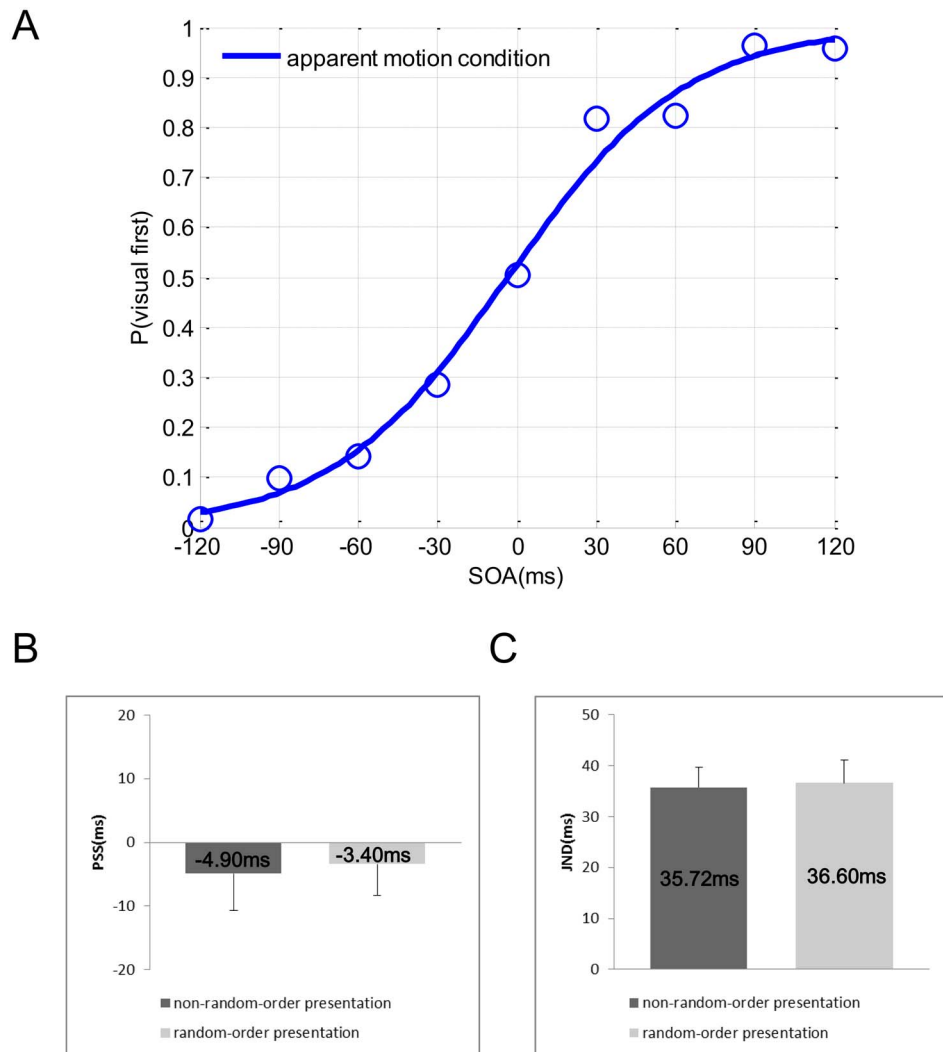 A
1
0.9
0.8
0.7
0.6
0.5
0.4
0.3
0.2
0.1
0
P(visual first)
apparent motion condition
-120 -90 -60 -30 0 30 60 90 120
SOA(ms)
B
20
10
0
-10
-20
PSS(ms)
-4.90ms -3.40ms
non-random-order presentation
random-order presentation
C
50
40
30
20
10
0
JND(ms)
35.72ms 36.60ms
non-random-order presentation
random-order presentation